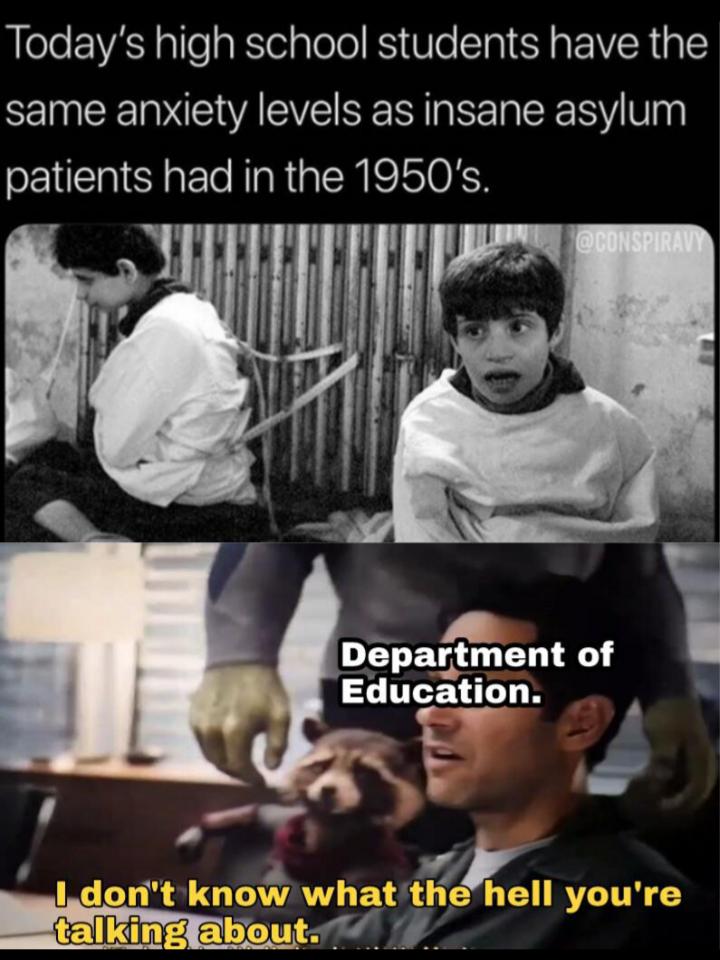 Today’s high school students have the
same anxiety levels as insane asylum
patients had in the 1950’s.
@CONSPIRAVY
Department of
Education.
I don't know what the hell you're
talking about.